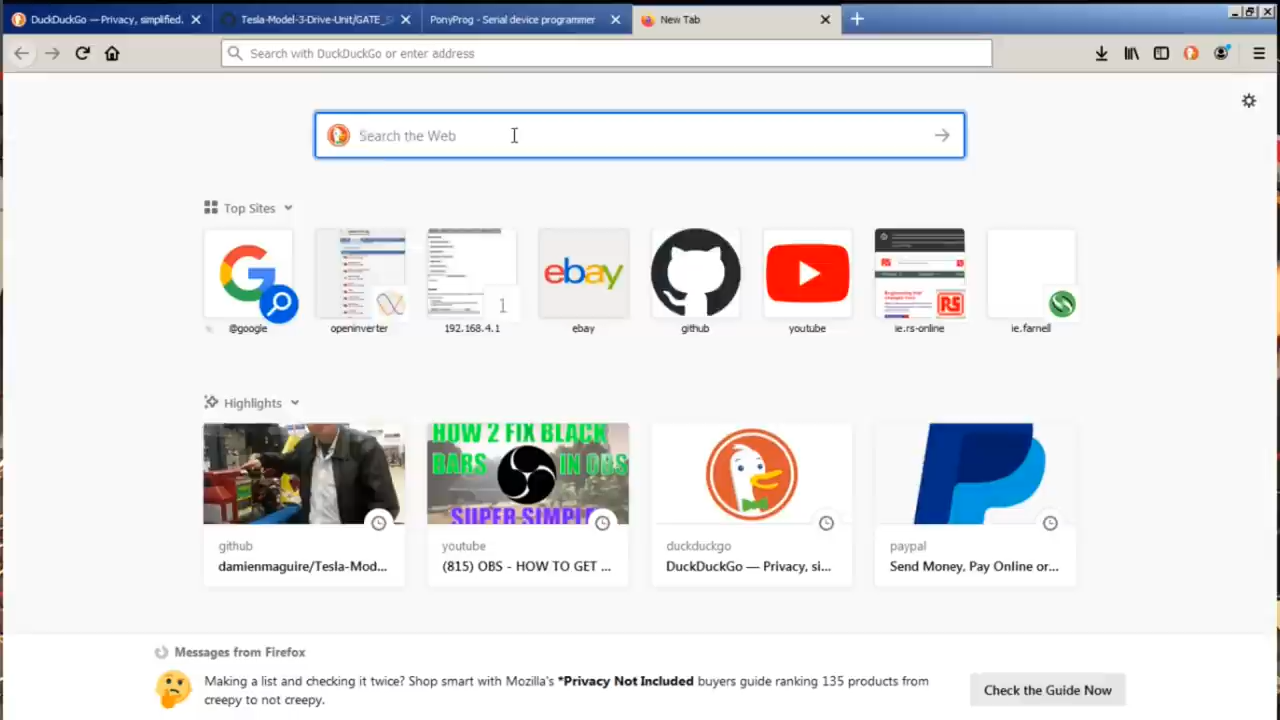 DuckDuckGo — Privacy, simplified.
Tesla-Model-3-Drive-Unit/GATE_
PonyProg - Serial device programmer
New Tab
Search with DuckDuckGo or enter address
Search the Web
Top Sites
@google
openinverter
1
192.168.4.1
ebay
ebay
github
youtube
RS
ie.rs-online
ie.farnell
Highlights
HOW 2 FIX BLACK
BARS IN OBS
SUPER SIMPL
github
damienmaguire/Tesla-Mod...
youtube
(815) OBS - HOW TO GET ...
duckduckgo
DuckDuckGo — Privacy, si...
paypal
Send Money, Pay Online or...
Messages from Firefox
Making a list and checking it twice? Shop smart with Mozilla's *Privacy Not Included buyers guide ranking 135 products from
creepy to not creepy.
Check the Guide Now